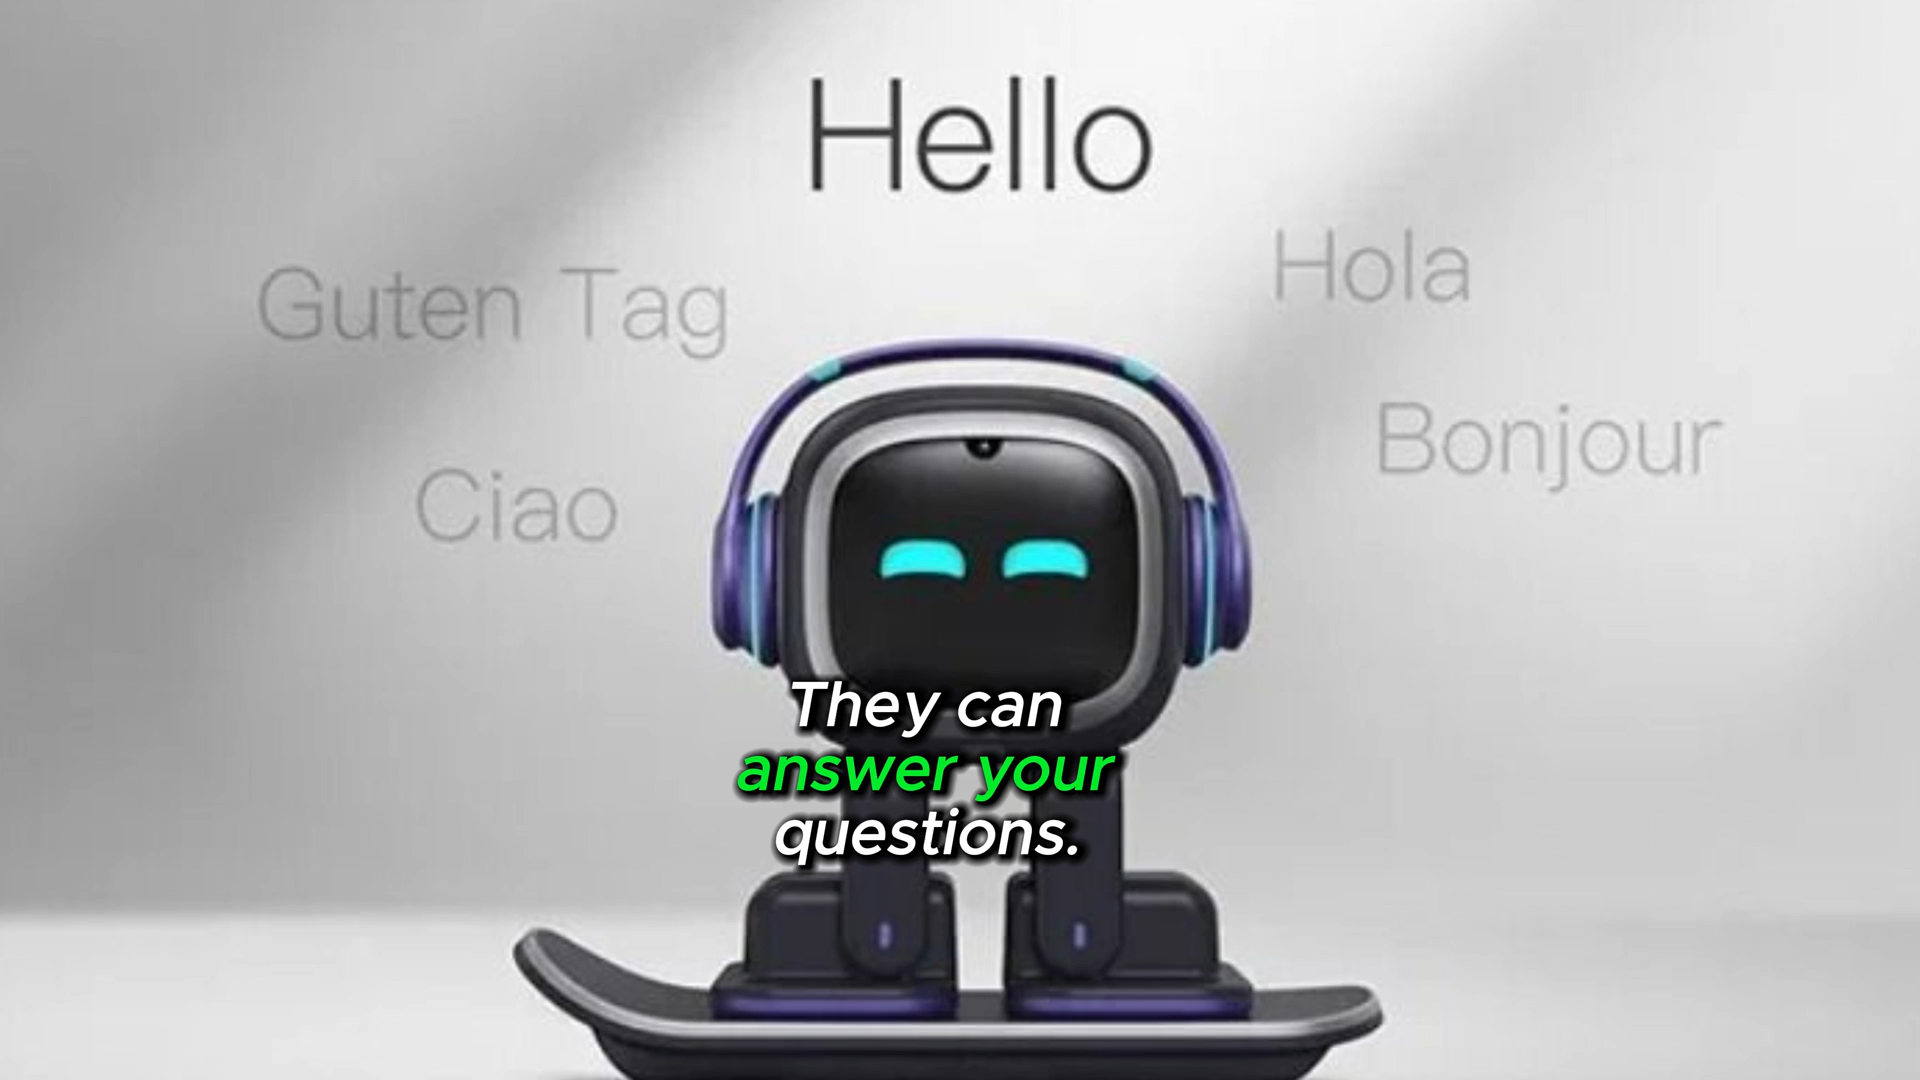 Hello
Hola
Guten Tag
Bonjour
Ciao
They can
answer your
questions.